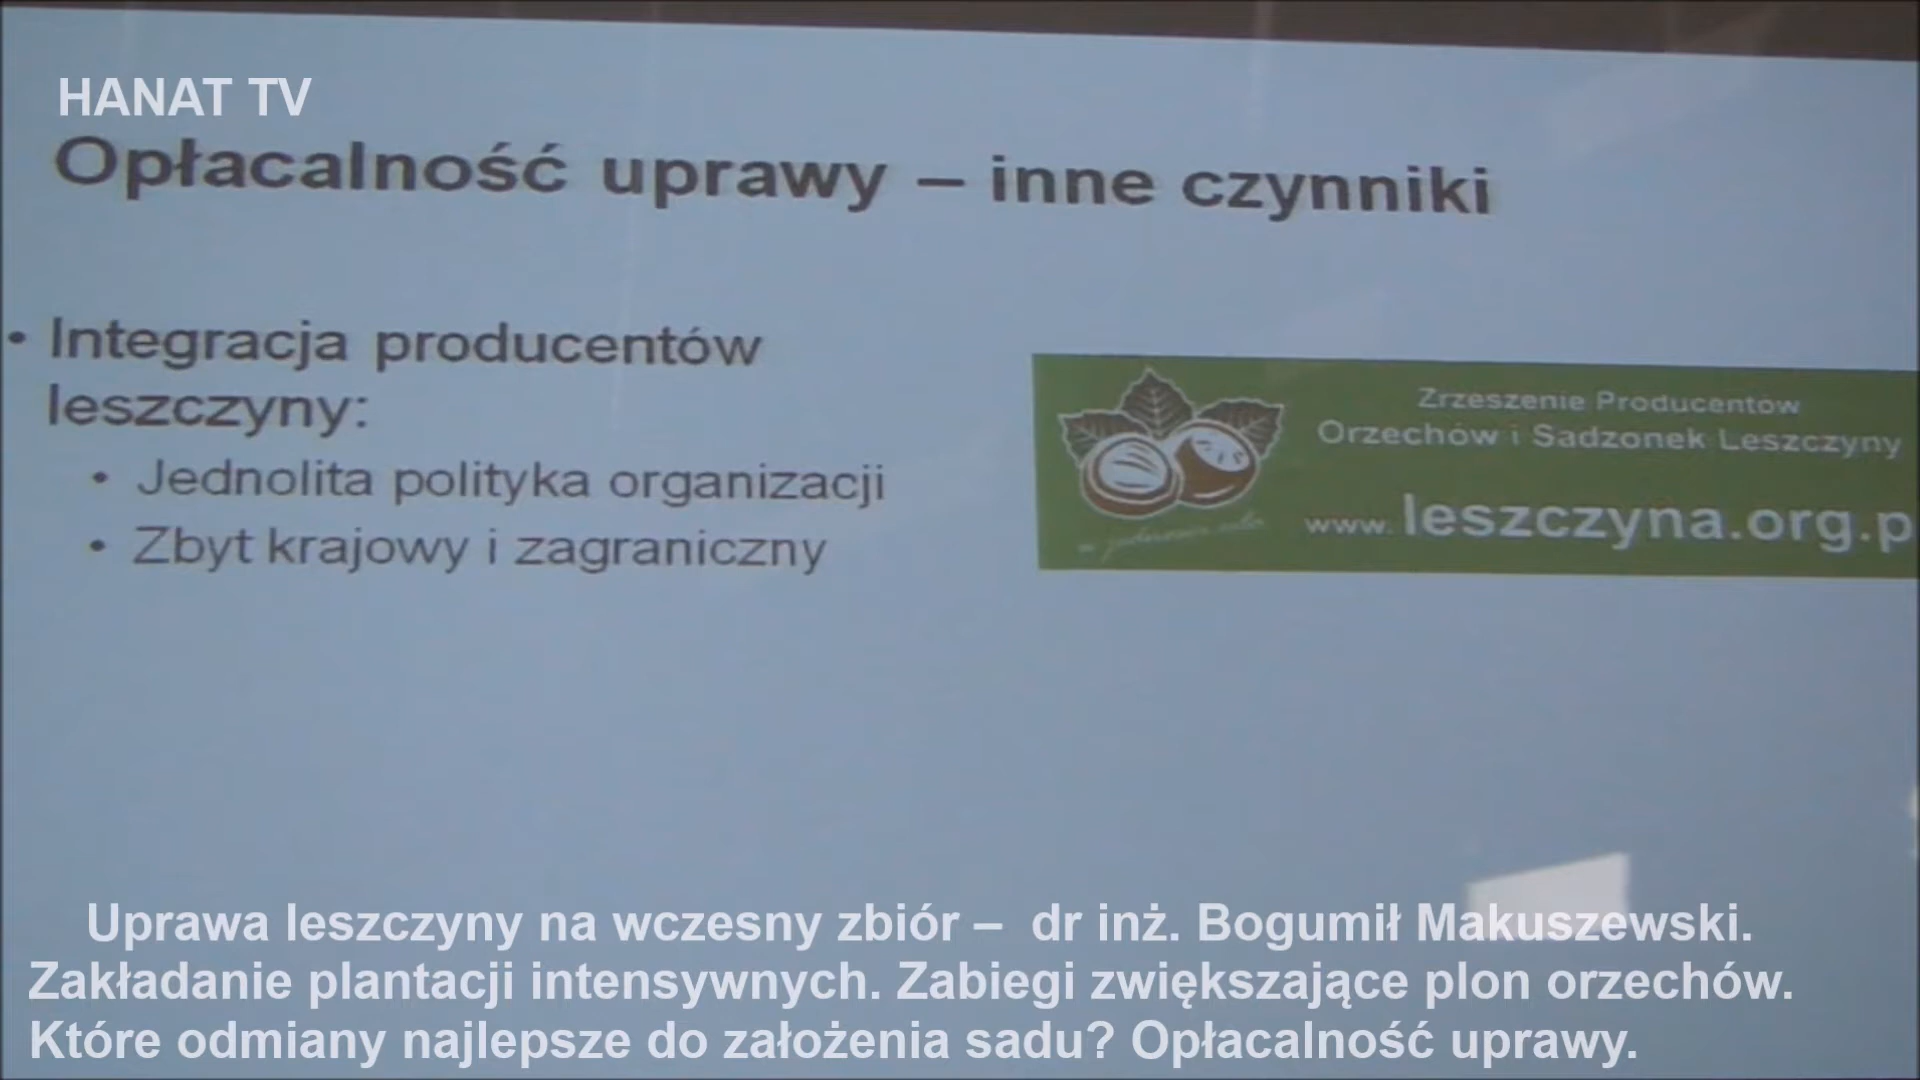 HANAT TV
Opłacalność uprawy – inne czynniki
• Integracja producentów
leszczyny:
• Jednolita polityka organizacji
• Zbyt krajowy i zagraniczny
Zrzeszenie Producentów
Orzechów i Sadzonek Leszczyny
www.leszczyna.org.p
Uprawa leszczyny na wczesny zbiór – dr inż. Bogumił Makuszewski.
Zakładanie plantacji intensywnych. Zabiegi zwiększające plon orzechów.
Które odmiany najlepsze do założenia sadu? Opłacalność uprawy.